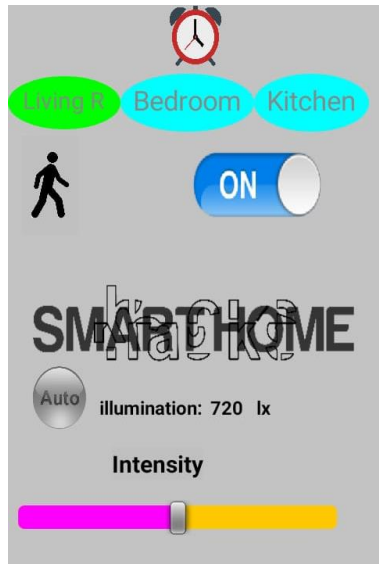 Living R Bedroom Kitchen
ON
SMARTHOME
Auto
illumination: 720 lx
Intensity